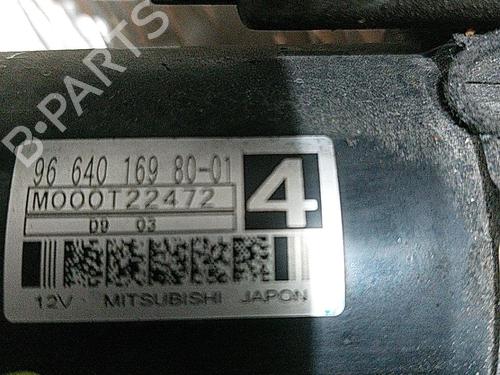 B-PARTS
96 640 169 80-01
4
M000T22472
D9 03
12V MITSUBISHI JAPON